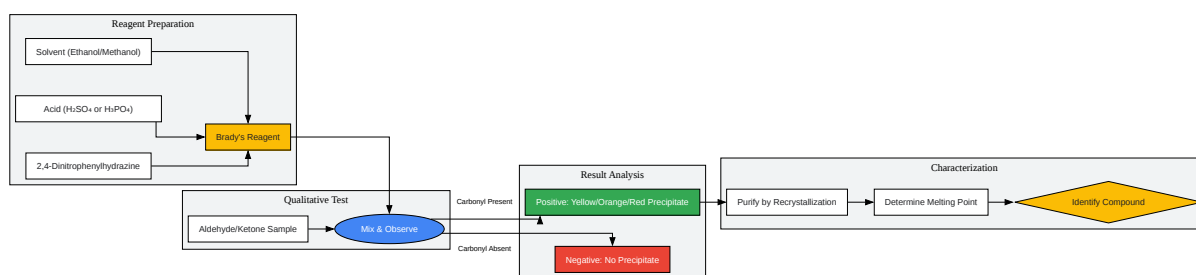 Reagent Preparation
Solvent (Ethanol/Methanol)
Acid (H₂SO₄ or H₃PO₄)
Brady's Reagent
2,4-Dinitrophenylhydrazine
Qualitative Test
Aldehyde/Ketone Sample
Mix & Observe
Carbonyl Present
Carbonyl Absent
Result Analysis
Positive: Yellow/Orange/Red Precipitate
Negative: No Precipitate
Characterization
Purify by Recrystallization
Determine Melting Point
Identify Compound